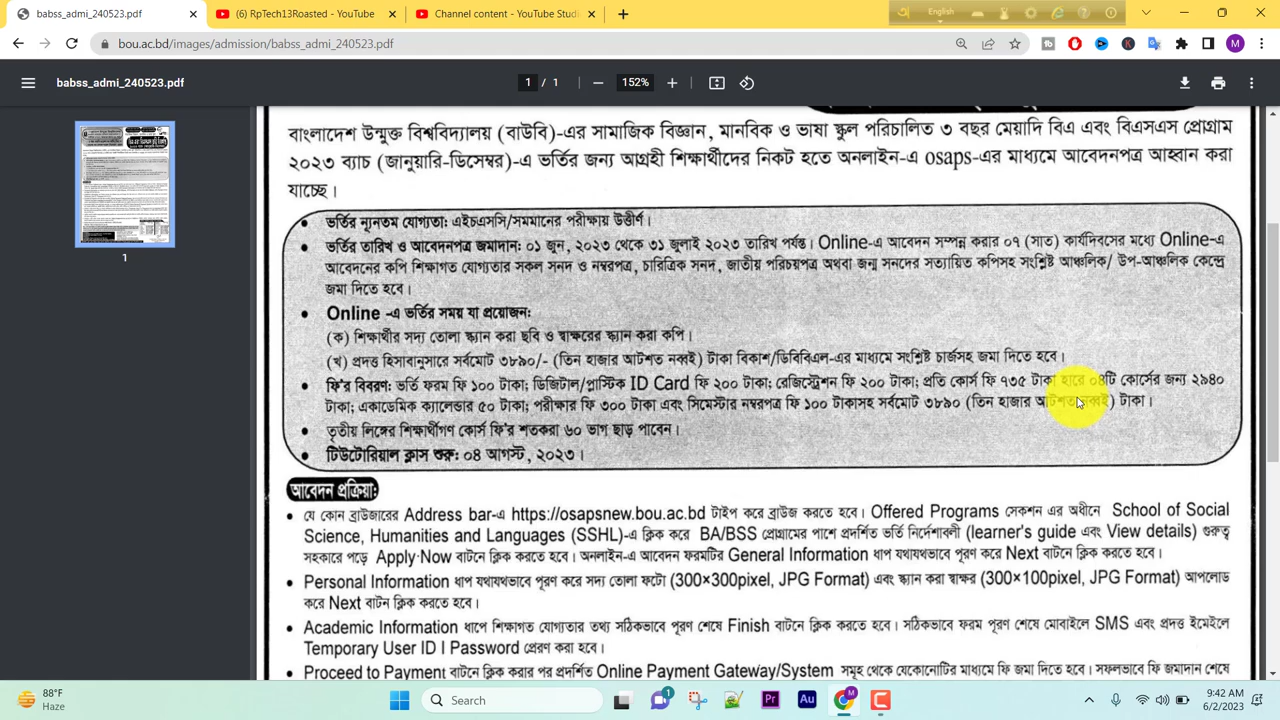 babss_admi_240523.pdf
(6) RpTech13Roasted - YouTube
Channel content - YouTube Stud
English
bou.ac.bd/images/admission/babss_admi_240523.pdf
M
babss_admi_240523.pdf
1 / 1
152%
1
বাংলাদেশ উন্মুক্ত বিশ্ববিদ্যালয় (বাউবি)-এর সামাজিক বিজ্ঞান, মানবিক ও ভাষা স্কুল পরিচালিত ৩ বছর মেয়াদি বিএ এবং বিএসএস প্রোগ্রাম
২০২৩ ব্যাচ (জানুয়ারি-ডিসেম্বর)-এ ভর্তির জন্য আগ্রহী শিক্ষার্থীদের নিকট হতে অনলাইন-এ osaps-এর মাধ্যমে আবেদনপত্র আহ্বান করা
যাচ্ছে।
• ভর্তির ন্যূনতম যোগ্যতা: এইচএসসি/সমমানের পরীক্ষায় উত্তীর্ণ।
• ভর্তির তারিখ ও আবেদনপত্র জমাদান: ০১ জুন, ২০২৩ থেকে ৩১ জুলাই ২০২৩ তারিখ পর্যন্ত। Online-এ আবেদন সম্পন্ন করার ০৭ (সাত) কার্যদিবসের মধ্যে Online-এ
আবেদনের কপি শিক্ষাগত যোগ্যতার সকল সনদ ও নম্বরপত্র, চারিত্রিক সনদ, জাতীয় পরিচয়পত্র অথবা জন্ম সনদের সত্যায়িত কপিসহ সংশ্লিষ্ট আঞ্চলিক/ উপ-আঞ্চলিক কেন্দ্রে
জমা দিতে হবে।
• Online -এ ভর্তির সময় যা প্রয়োজন:
(ক) শিক্ষার্থীর সদ্য তোলা স্ক্যান করা ছবি ও স্বাক্ষরের স্ক্যান করা কপি।
(খ) প্রদত্ত হিসাবানুসারে সর্বমোট ৩৮৯০/- (তিন হাজার আটশত নব্বই) টাকা বিকাশ/ডিবিবিএল-এর মাধ্যমে সংশ্লিষ্ট চার্জসহ জমা দিতে হবে।
• ফি'র বিবরণ: ভর্তি ফরম ফি ১০০ টাকা; ডিজিটাল/প্লাস্টিক ID Card ফি ২০০ টাকা; রেজিস্ট্রেশন ফি ২০০ টাকা; প্রতি কোর্স ফি ৭৩৫ টাকা হারে ০৪টি কোর্সের জন্য ২৯৪০
টাকা; একাডেমিক ক্যালেন্ডার ৫০ টাকা; পরীক্ষার ফি ৩০০ টাকা এবং সিমেস্টার নম্বরপত্র ফি ১০০ টাকাসহ সর্বমোট ৩৮৯০ (তিন হাজার আটশত নব্বই) টাকা।
• তৃতীয় লিঙ্গের শিক্ষার্থীগণ কোর্স ফি'র শতকরা ৬০ ভাগ ছাড় পাবেন।
• টিউটোরিয়াল ক্লাস শুরু: ০৪ আগস্ট, ২০২৩।
আবেদন প্রক্রিয়া:
• যে কোন ব্রাউজারের Address bar-এ https://osapsnew.bou.ac.bd টাইপ করে ব্রাউজ করতে হবে। Offered Programs সেকশন এর অধীনে School of Social
Science, Humanities and Languages (SSHL)-এ ক্লিক করে BA/BSS প্রোগ্রামের পাশে প্রদর্শিত ভর্তি নির্দেশাবলী (learner's guide এবং View details) গুরুত্ব
সহকারে পড়ে Apply Now বাটনে ক্লিক করতে হবে। অনলাইন-এ আবেদন ফরমটির General Information ধাপ যথাযথভাবে পূরণ করে Next বাটনে ক্লিক করতে হবে।
• Personal Information ধাপ যথাযথভাবে পূরণ করে সদ্য তোলা ফটো (300×300pixel, JPG Format) এবং স্ক্যান করা স্বাক্ষর (300×100pixel, JPG Format) আপলোড
করে Next বাটন ক্লিক করতে হবে।
• Academic Information ধাপে শিক্ষাগত যোগ্যতার তথ্য সঠিকভাবে পূরণ শেষে Finish বাটনে ক্লিক করতে হবে। সঠিকভাবে ফরম পূরণ শেষে মোবাইলে SMS এবং প্রদত্ত ইমেইলে
Temporary User ID I Password প্রেরণ করা হবে।
• Proceed to Payment বাটনে ক্লিক করার পর প্রদর্শিত Online Payment Gateway/System সমূহ থেকে যেকোনোটির মাধ্যমে ফি জমা দিতে হবে। সফলভাবে ফি জমাদান শেষে
88°F
Haze
Search
1
Pr
Au
M
9:42 AM
6/2/2023